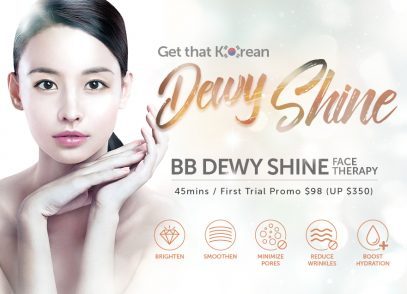 Get that Korean
Dewy Shine
BB DEWY SHINE FACE THERAPY
45mins / First Trial Promo $98 (UP $350)
BRIGHTEN
SMOOTHEN
MINIMIZE PORES
REDUCE WRINKLES
BOOST HYDRATION